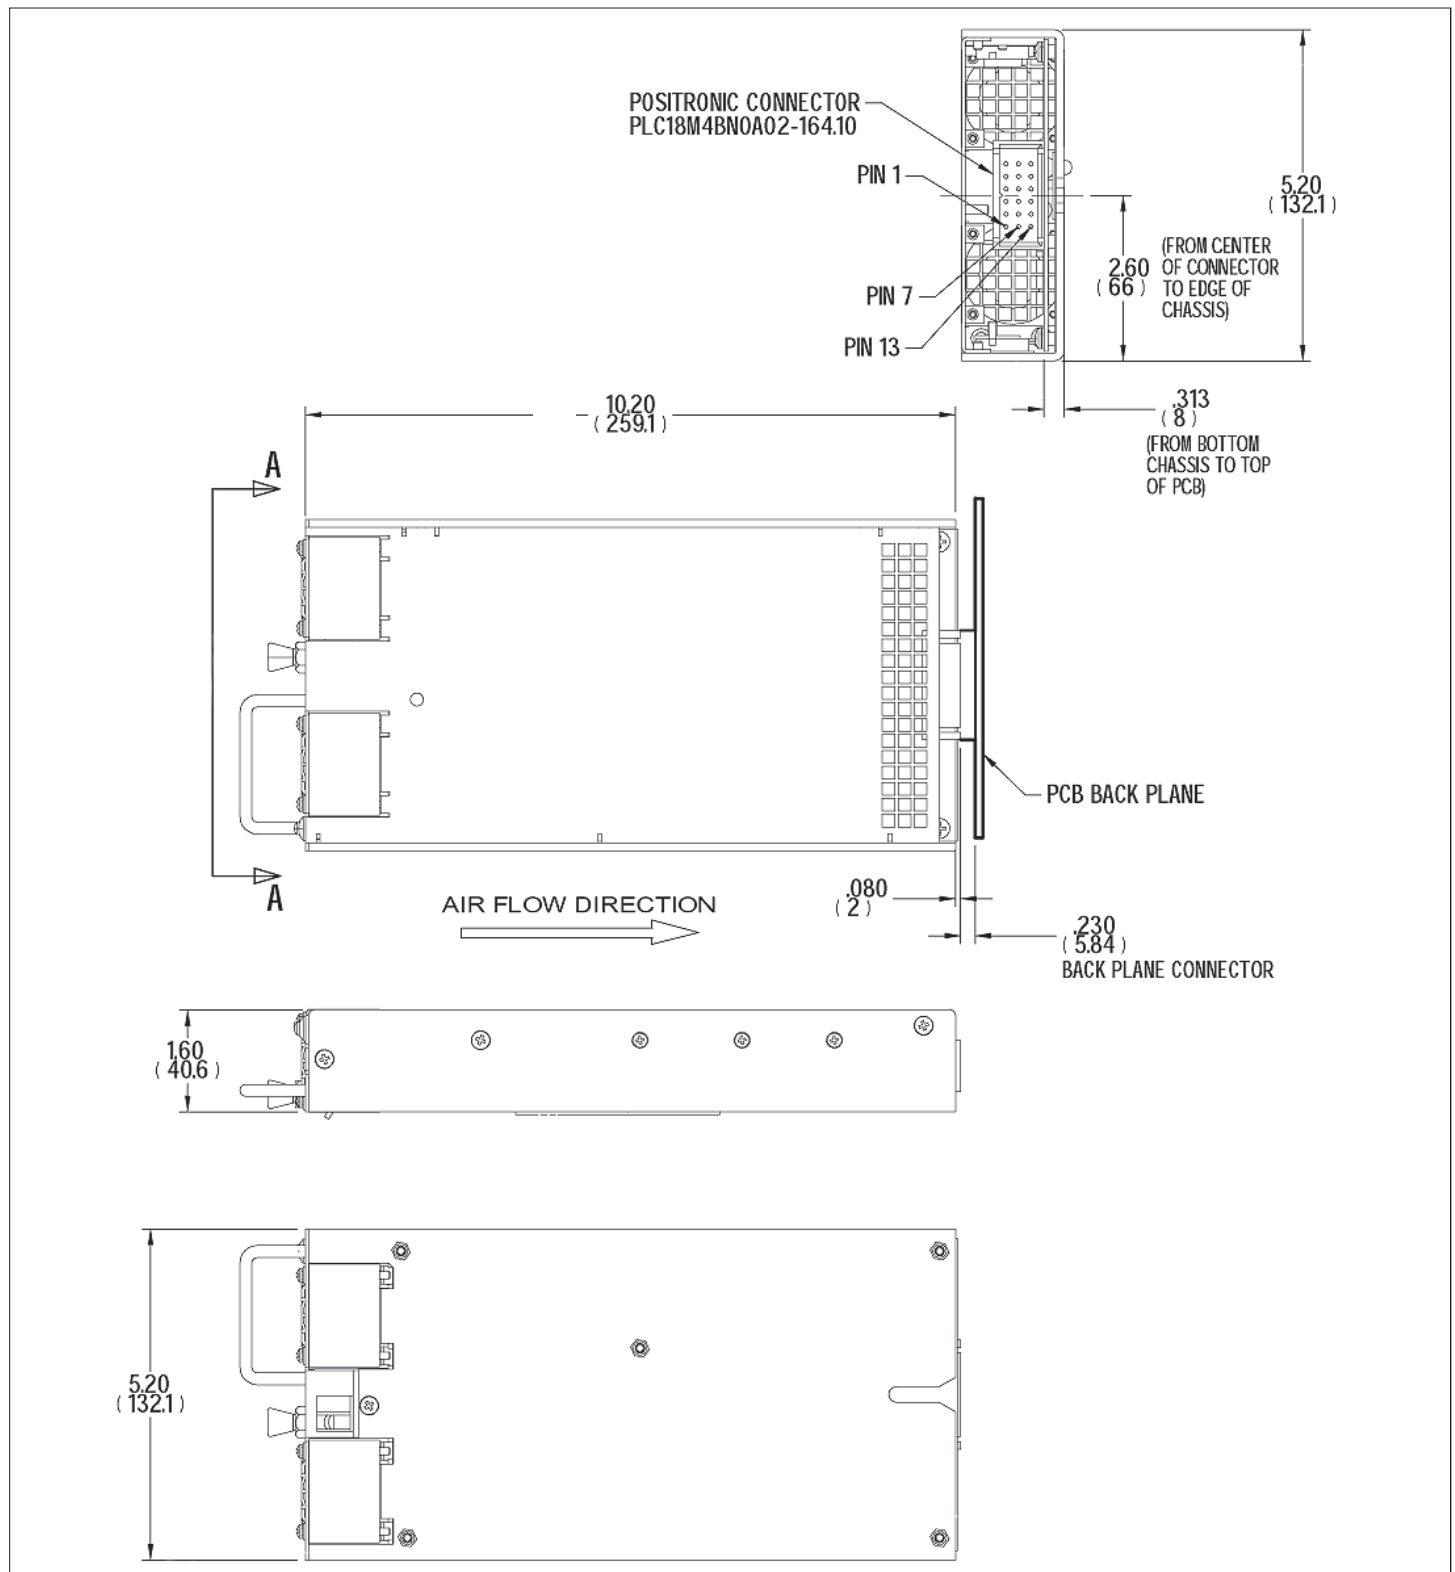 POSITRONIC CONNECTOR
PLC18M4BN0A02-164.10
PIN 1
5.20
( 132.1 )
2.60
( 66 )
(FROM CENTER
OF CONNECTOR
TO EDGE OF
CHASSIS)
PIN 7
PIN 13
.313
( 8 )
(FROM BOTTOM
CHASSIS TO TOP
OF PCB)
10.20
( 259.1 )
A
PCB BACK PLANE
A
AIR FLOW DIRECTION
.080
( 2 )
.230
( 5.84 )
BACK PLANE CONNECTOR
1.60
( 40.6 )
5.20
( 132.1 )